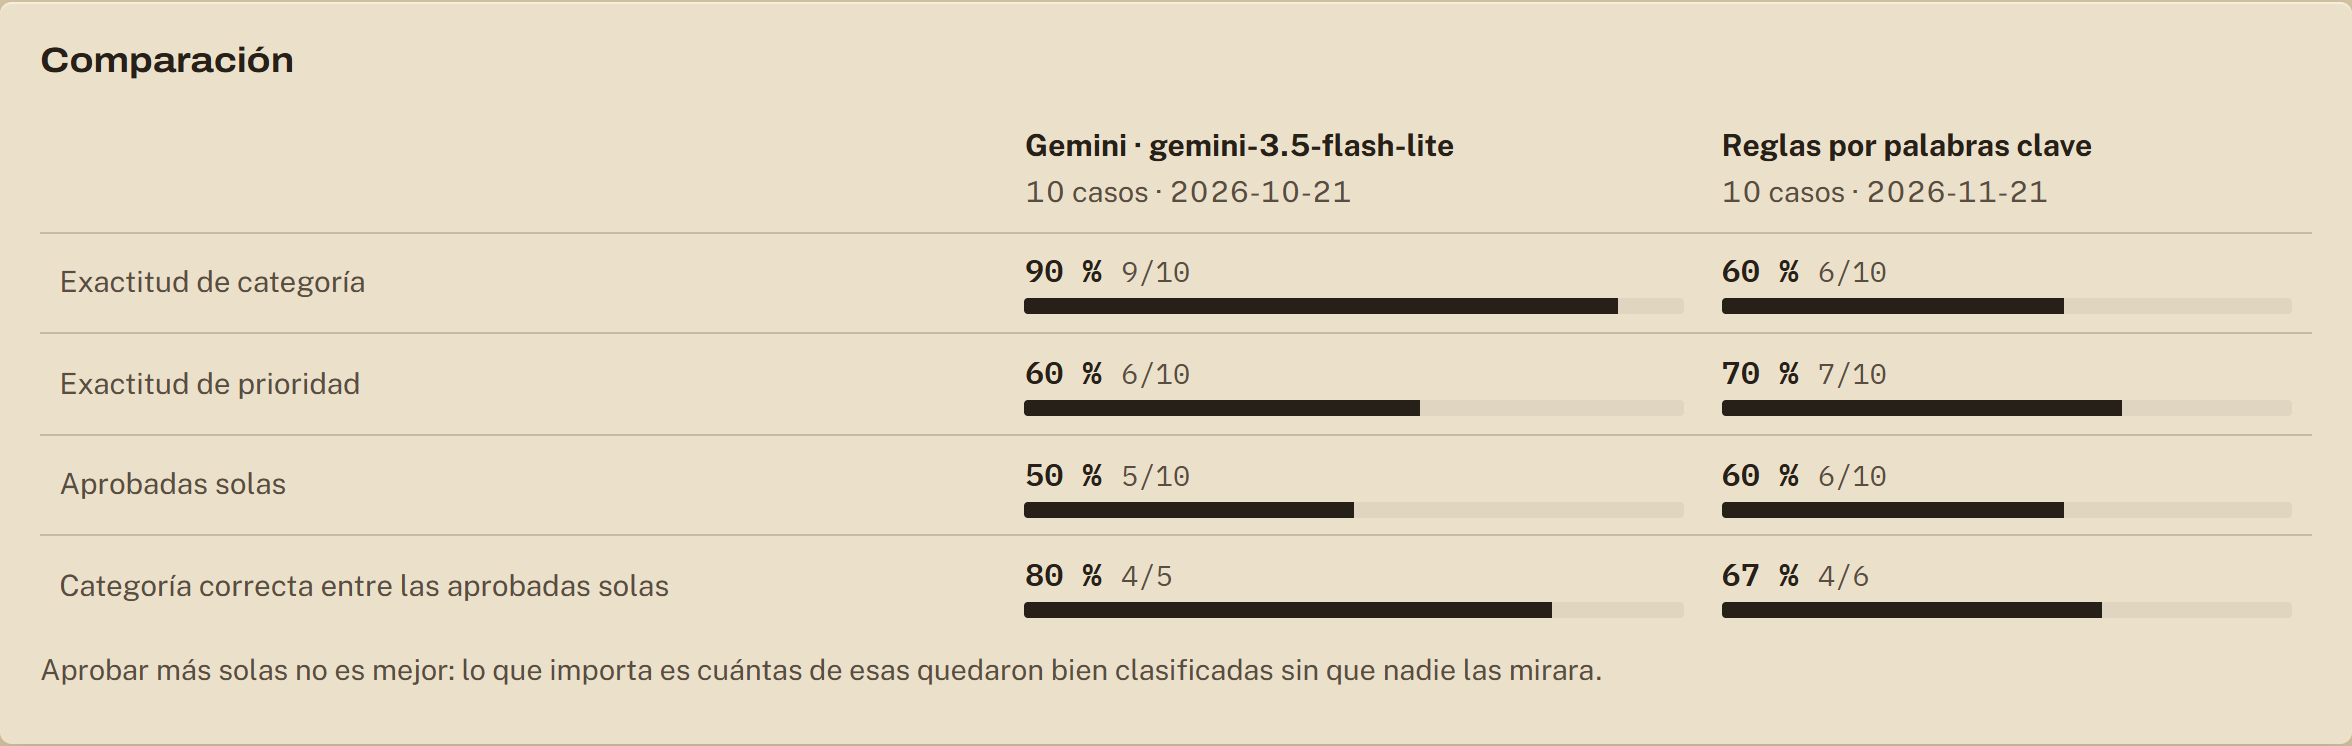 Comparación
Gemini · gemini-3.5-flash-lite
Reglas por palabras clave
10 casos · 2026-10-21
10 casos · 2026-11-21
Exactitud de categoría
90 % 9/10
60 % 6/10
Exactitud de prioridad
60 % 6/10
70 % 7/10
Aprobadas solas
50 % 5/10
60 % 6/10
Categoría correcta entre las aprobadas solas
80 % 4/5
67 % 4/6
Aprobar más solas no es mejor: lo que importa es cuántas de esas quedaron bien clasificadas sin que nadie las mirara.